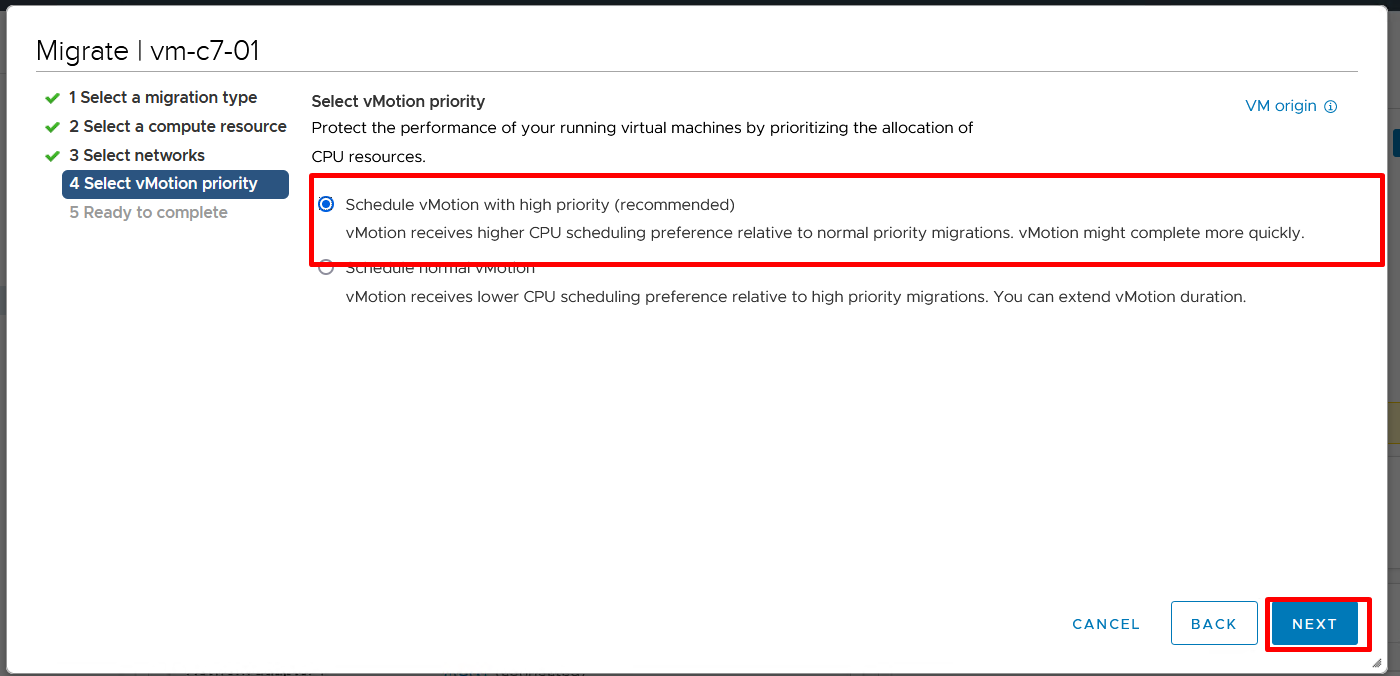 Migrate | vm-c7-01
1 Select a migration type
2 Select a compute resource
3 Select networks
4 Select vMotion priority
5 Ready to complete
Select vMotion priority
VM origin
Protect the performance of your running virtual machines by prioritizing the allocation of
CPU resources.
Schedule vMotion with high priority (recommended)
vMotion receives higher CPU scheduling preference relative to normal priority migrations. vMotion might complete more quickly.
Schedule normal vMotion
vMotion receives lower CPU scheduling preference relative to high priority migrations. You can extend vMotion duration.
CANCEL
BACK
NEXT